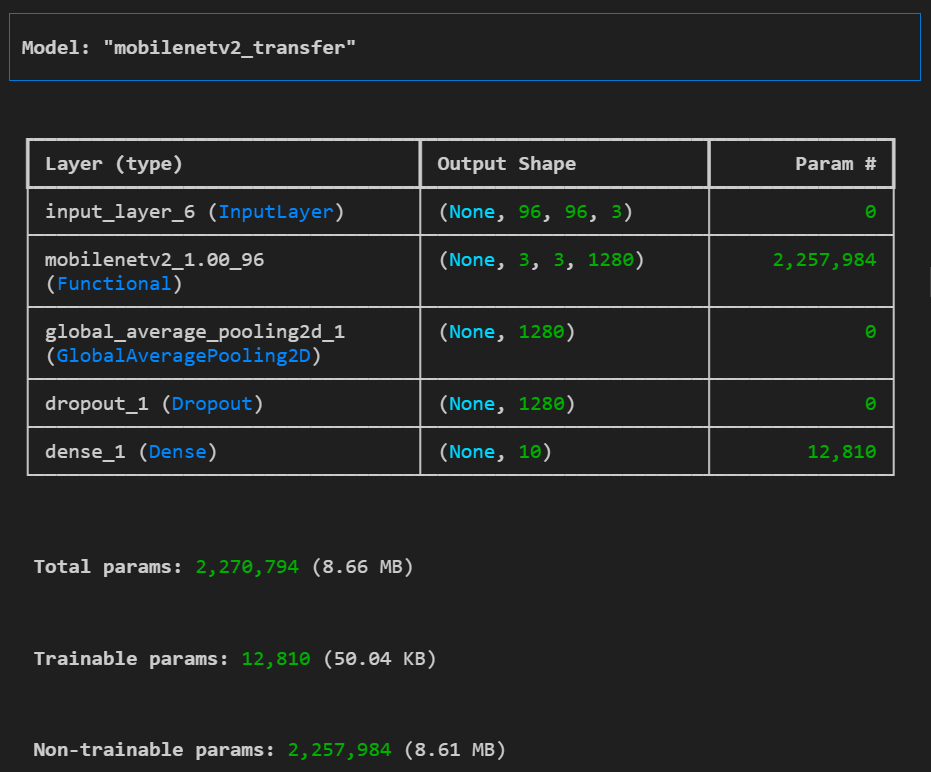 Model: "mobilenetv2_transfer"
Layer (type) Output Shape Param #
input_layer_6 (InputLayer) (None, 96, 96, 3) 0
mobilenetv2_1.00_96 (None, 3, 3, 1280) 2,257,984
(Functional)
global_average_pooling2d_1 (None, 1280) 0
(GlobalAveragePooling2D)
dropout_1 (Dropout) (None, 1280) 0
dense_1 (Dense) (None, 10) 12,810
Total params: 2,270,794 (8.66 MB)
Trainable params: 12,810 (50.04 KB)
Non-trainable params: 2,257,984 (8.61 MB)